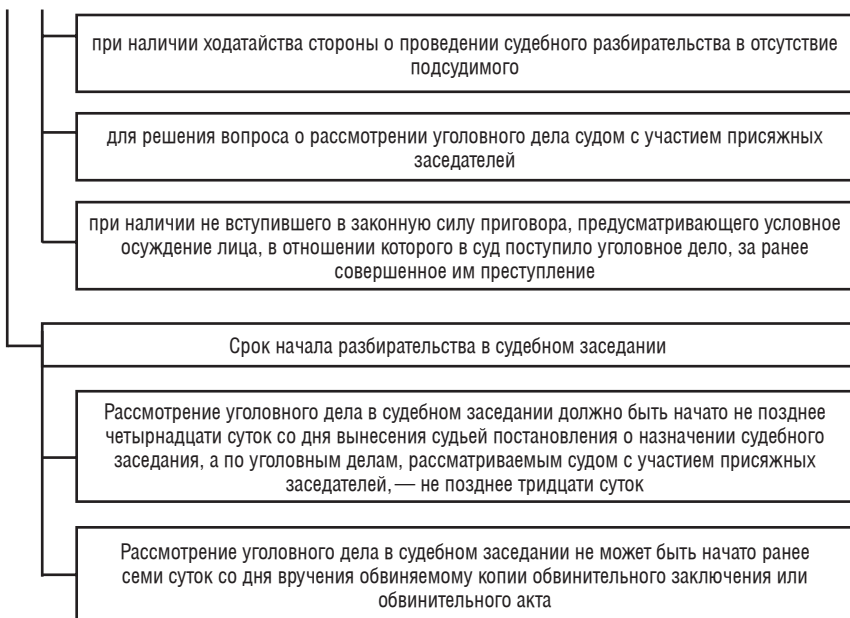 при наличии ходатайства стороны о проведении судебного разбирательства в отсутствие
подсудимого
для решения вопроса о рассмотрении уголовного дела судом с участием присяжных
заседателей
при наличии не вступившего в законную силу приговора, предусматривающего условное
осуждение лица, в отношении которого в суд поступило уголовное дело, за ранее
совершенное им преступление
Срок начала разбирательства в судебном заседании
Рассмотрение уголовного дела в судебном заседании должно быть начато не позднее
четырнадцати суток со дня вынесения судьей постановления о назначении судебного
заседания, а по уголовным делам, рассматриваемым судом с участием присяжных
заседателей, — не позднее тридцати суток
Рассмотрение уголовного дела в судебном заседании не может быть начато ранее
семи суток со дня вручения обвиняемому копии обвинительного заключения или
обвинительного акта